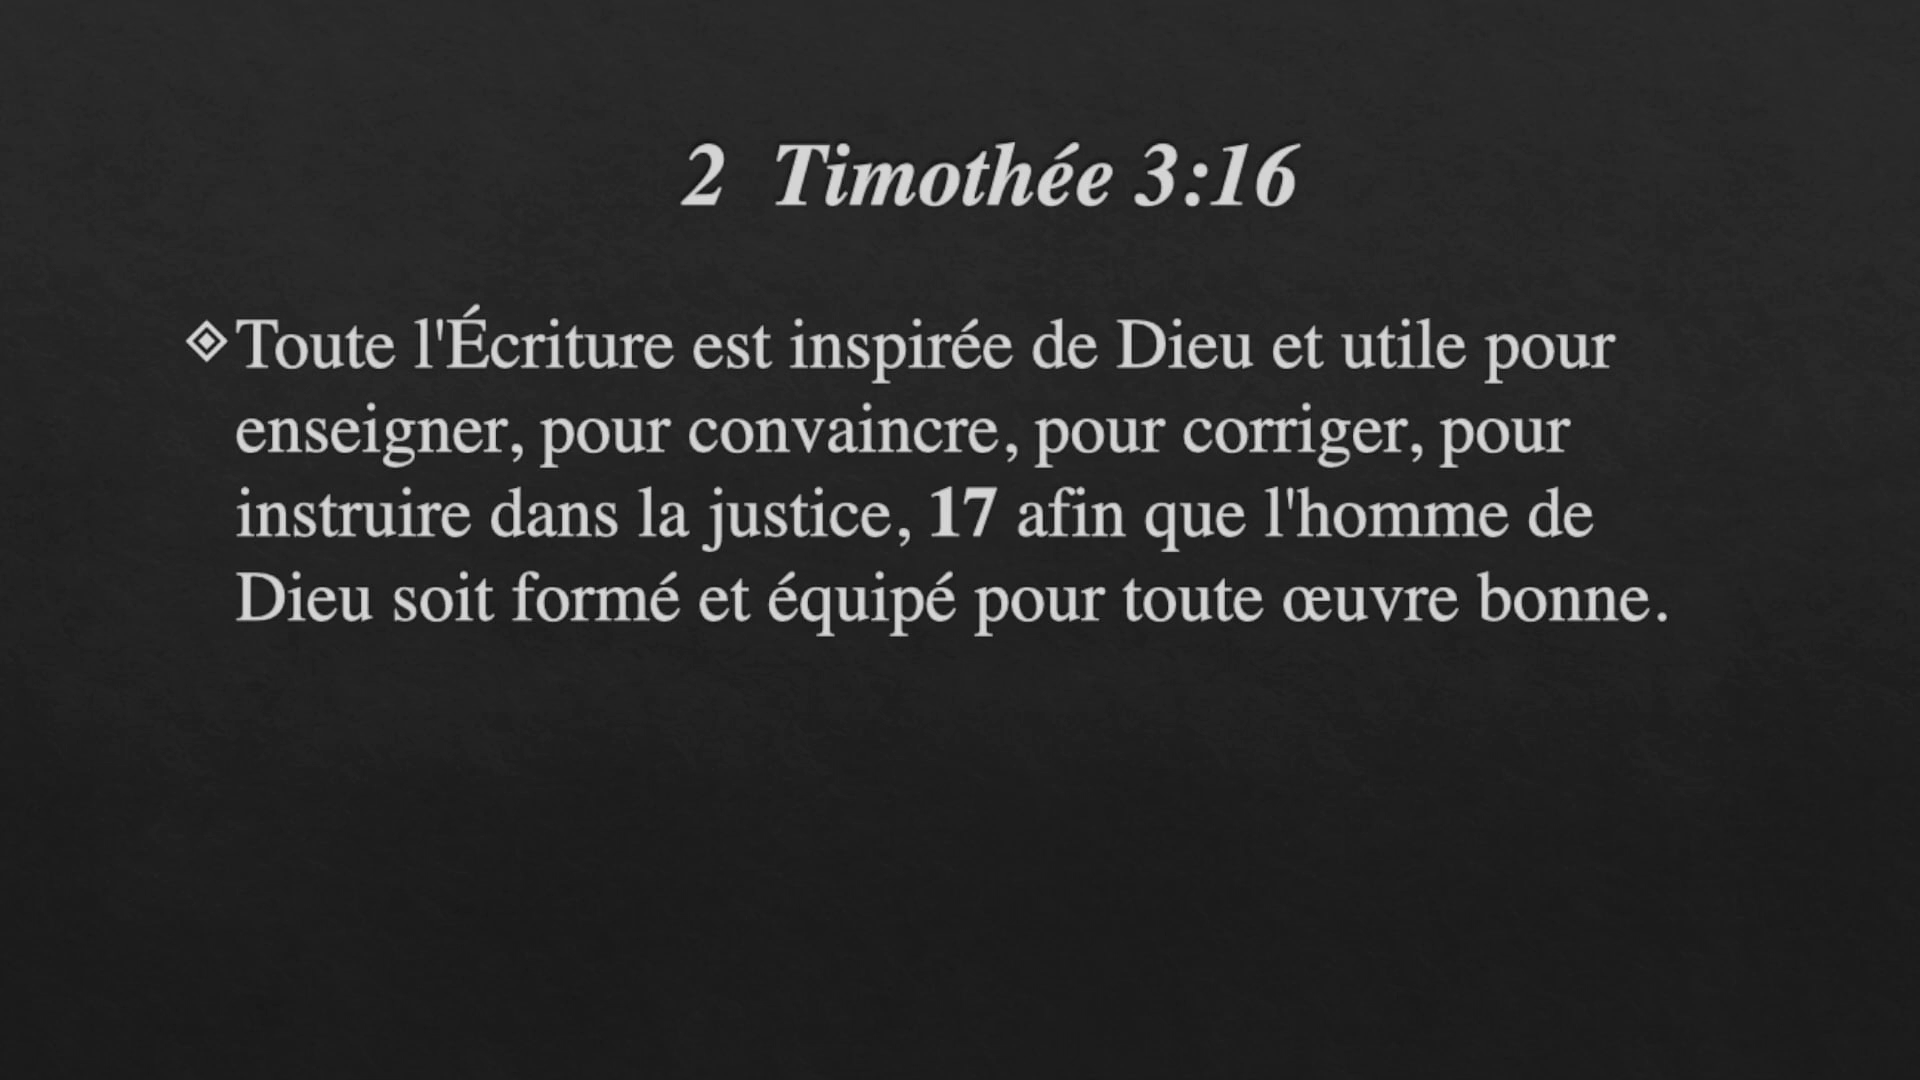 2 Timothée 3:16
Toute l'Écriture est inspirée de Dieu et utile pour
enseigner, pour convaincre, pour corriger, pour
instruire dans la justice, 17 afin que l'homme de
Dieu soit formé et équipé pour toute œuvre bonne.